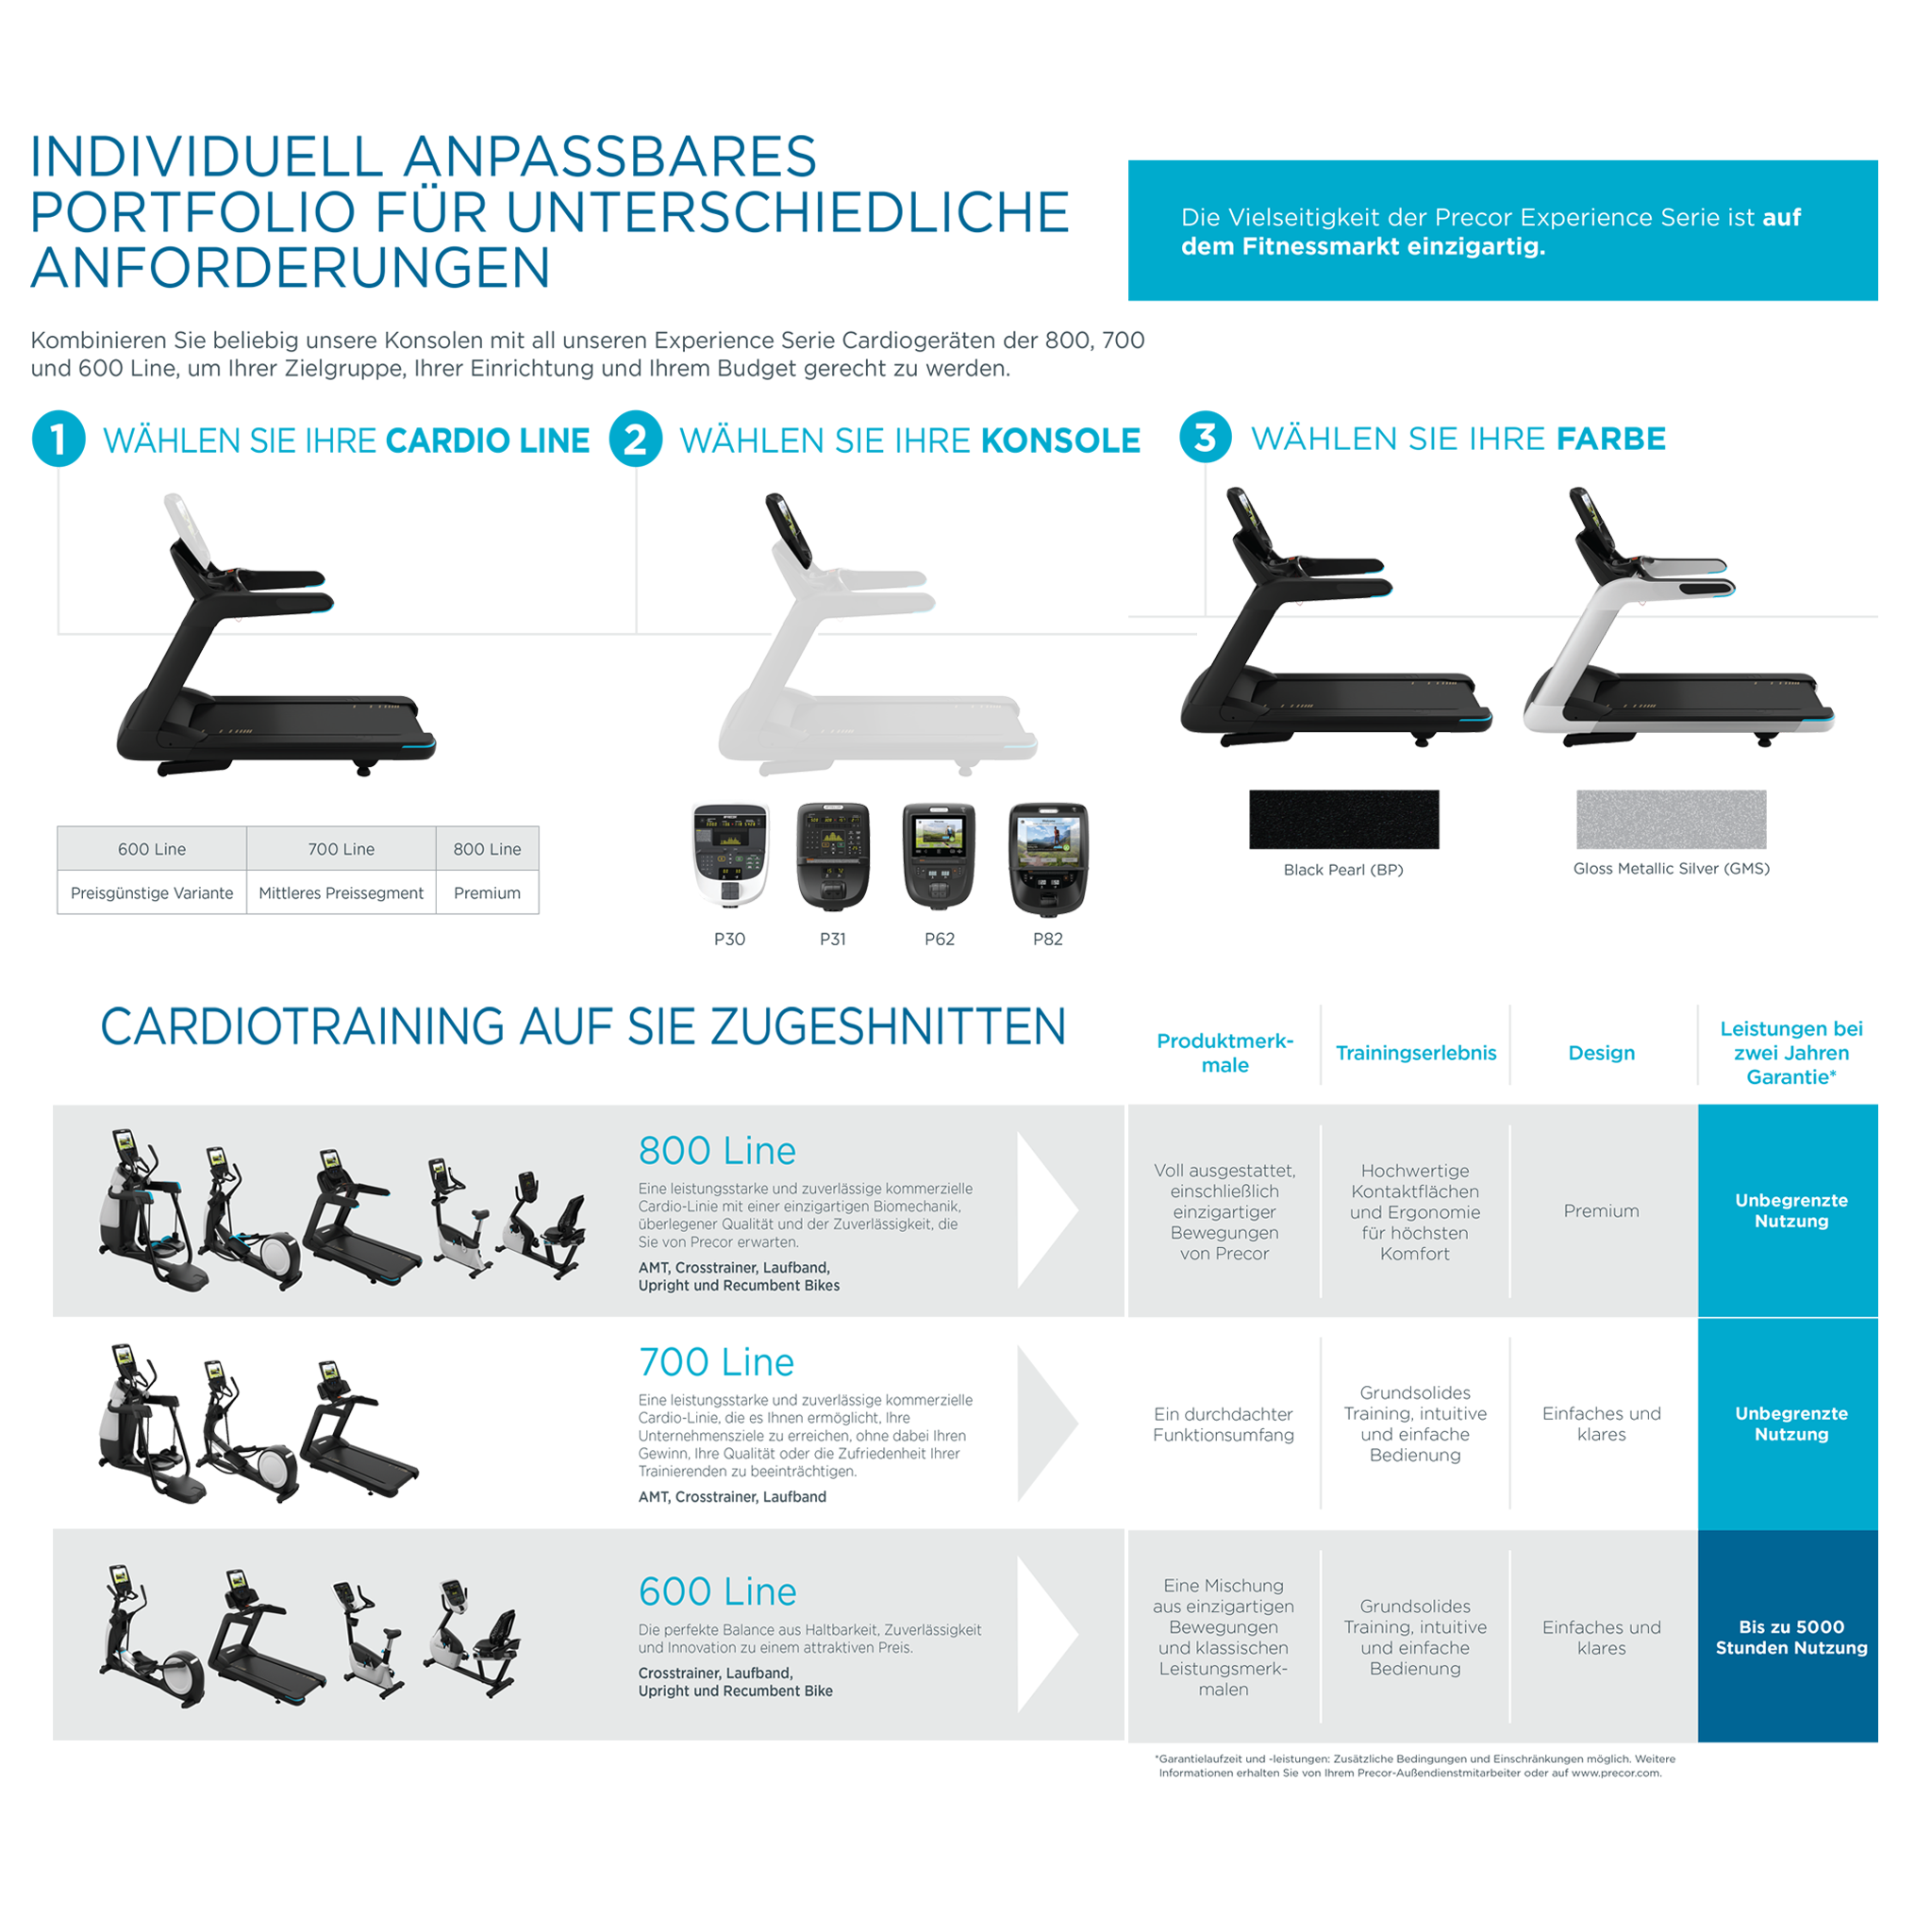 INDIVIDUELL ANPASSBARES
PORTFOLIO FÜR UNTERSCHIEDLICHE
ANFORDERUNGEN
Die Vielseitigkeit der Precor Experience Serie ist auf
dem Fitnessmarkt einzigartig.
Kombinieren Sie beliebig unsere Konsolen mit all unseren Experience Serie Cardiogeräten der 800, 700
und 600 Line, um Ihrer Zielgruppe, Ihrer Einrichtung und Ihrem Budget gerecht zu werden.
1 WÄHLEN SIE IHRE CARDIO LINE
2 WÄHLEN SIE IHRE KONSOLE
3 WÄHLEN SIE IHRE FARBE
600 Line 700 Line 800 Line
Preisgünstige Variante Mittleres Preissegment Premium
P30 P31 P62 P82
Black Pearl (BP)
Gloss Metallic Silver (GMS)
CARDIOTRAINING AUF SIE ZUGESHNITTEN
Produktmerk-
male
Trainingserlebnis
Design
Leistungen bei
zwei Jahren
Garantie*
800 Line
Eine leistungsstarke und zuverlässige kommerzielle
Cardio-Linie mit einer einzigartigen Biomechanik,
überlegener Qualität und der Zuverlässigkeit, die
Sie von Precor erwarten.
AMT, Crosstrainer, Laufband,
Upright und Recumbent Bikes
Voll ausgestattet,
einschließlich
einzigartiger
Bewegungen
von Precor
Hochwertige
Kontaktflächen
und Ergonomie
für höchsten
Komfort
Premium
Unbegrenzte
Nutzung
700 Line
Eine leistungsstarke und zuverlässige kommerzielle
Cardio-Linie, die es Ihnen ermöglicht, Ihre
Unternehmensziele zu erreichen, ohne dabei Ihren
Gewinn, Ihre Qualität oder die Zufriedenheit Ihrer
Trainierenden zu beeinträchtigen.
AMT, Crosstrainer, Laufband
Ein durchdachter
Funktionsumfang
Grundsolides
Training, intuitive
und einfache
Bedienung
Einfaches und
klares
Unbegrenzte
Nutzung
600 Line
Die perfekte Balance aus Haltbarkeit, Zuverlässigkeit
und Innovation zu einem attraktiven Preis.
Crosstrainer, Laufband,
Upright und Recumbent Bike
Eine Mischung
aus einzigartigen
Bewegungen
und klassischen
Leistungsmerk-
malen
Grundsolides
Training, intuitive
und einfache
Bedienung
Einfaches und
klares
Bis zu 5000
Stunden Nutzung
*Garantielaufzeit und -leistungen: Zusätzliche Bedingungen und Einschränkungen möglich. Weitere
Informationen erhalten Sie von Ihrem Precor-Außendienstmitarbeiter oder auf www.precor.com.